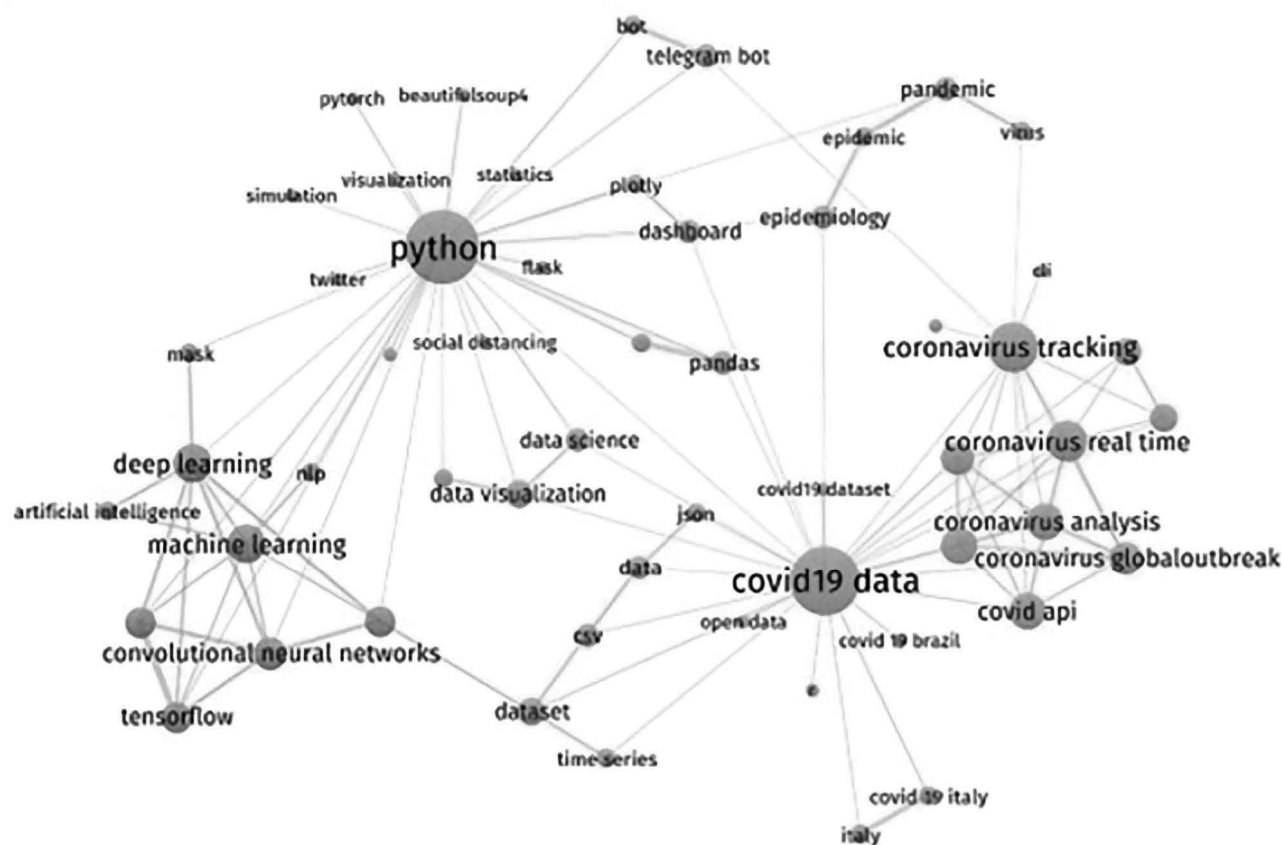 bot
telegram bot
pytorch
beautifulsoup4
pandemic
epidemic
virus
visualization
statistics
simulation
plotly
epidemiology
dashboard
python
twitter
flask
cli
social distancing
mask
pandas
coronavirus tracking
data science
coronavirus real time
deep learning
nlp
data visualization
covid19 dataset
artificial intelligence
json
coronavirus analysis
machine learning
coronavirus globaloutbreak
data
covid19 data
covid api
open data
csv
covid 19 brazil
convolutional neural networks
tensorflow
dataset
time series
covid 19 italy
italy